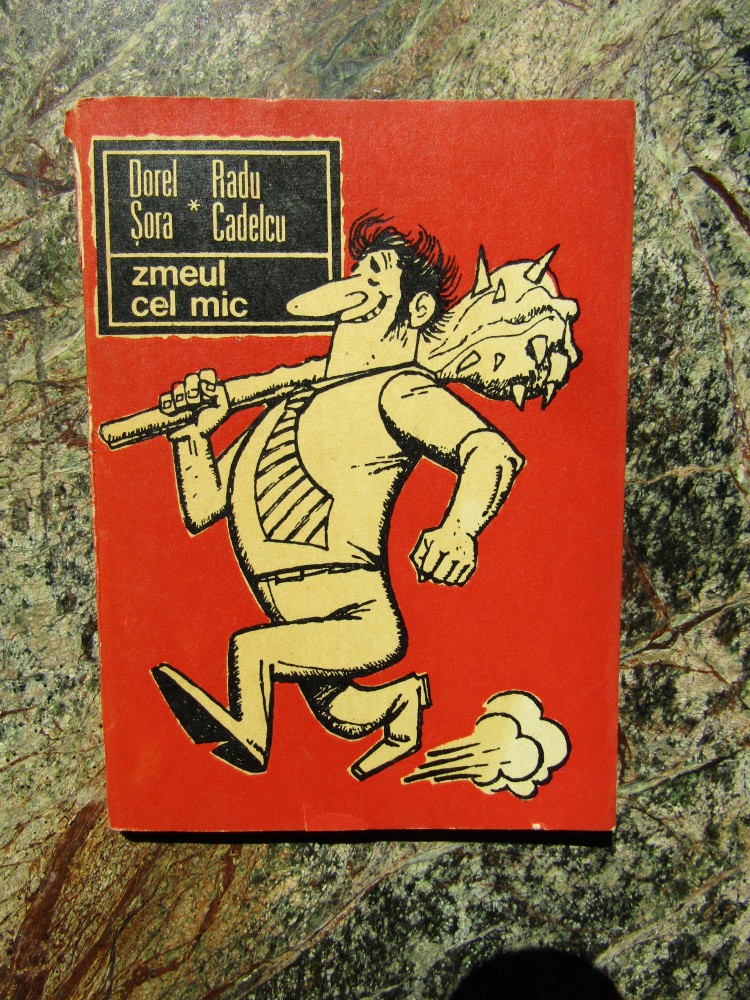 Dorel Radu
Șora * Cadelcu
zmeul
cel mic